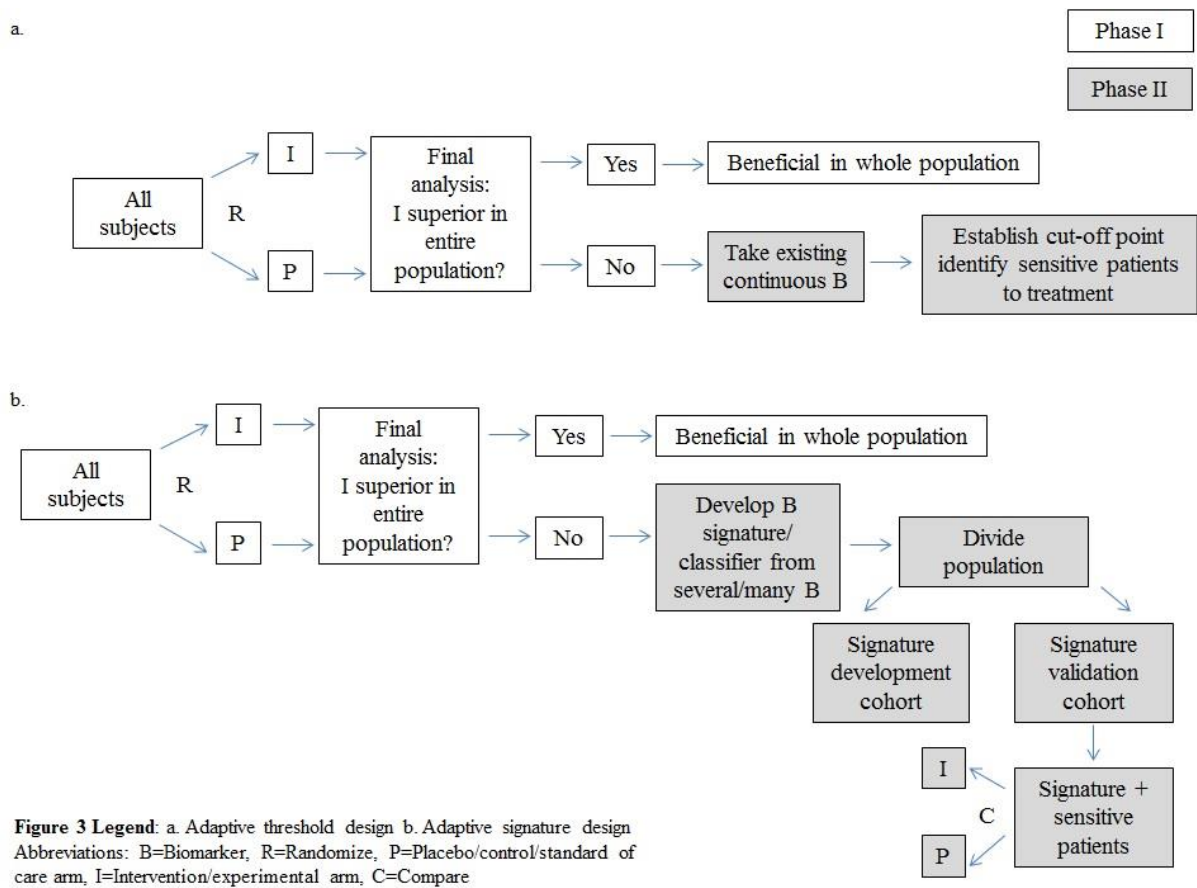 a.
Phase I
Phase II
All
subjects
R
I
P
Final
analysis:
I superior in
entire
population?
Yes
No
Beneficial in whole population
Take existing
continuous B
Establish cut-off point
identify sensitive patients
to treatment
b.
All
subjects
R
I
P
Final
analysis:
I superior in
entire
population?
Yes
No
Beneficial in whole population
Develop B
signature/
classifier from
several/many B
Divide
population
Signature
development
cohort
Signature
validation
cohort
Signature +
sensitive
patients
C
I
P
Figure 3 Legend: a. Adaptive threshold design b. Adaptive signature design
Abbreviations: B=Biomarker, R=Randomize, P=Placebo/control/standard of
care arm, I=Intervention/experimental arm, C=Compare